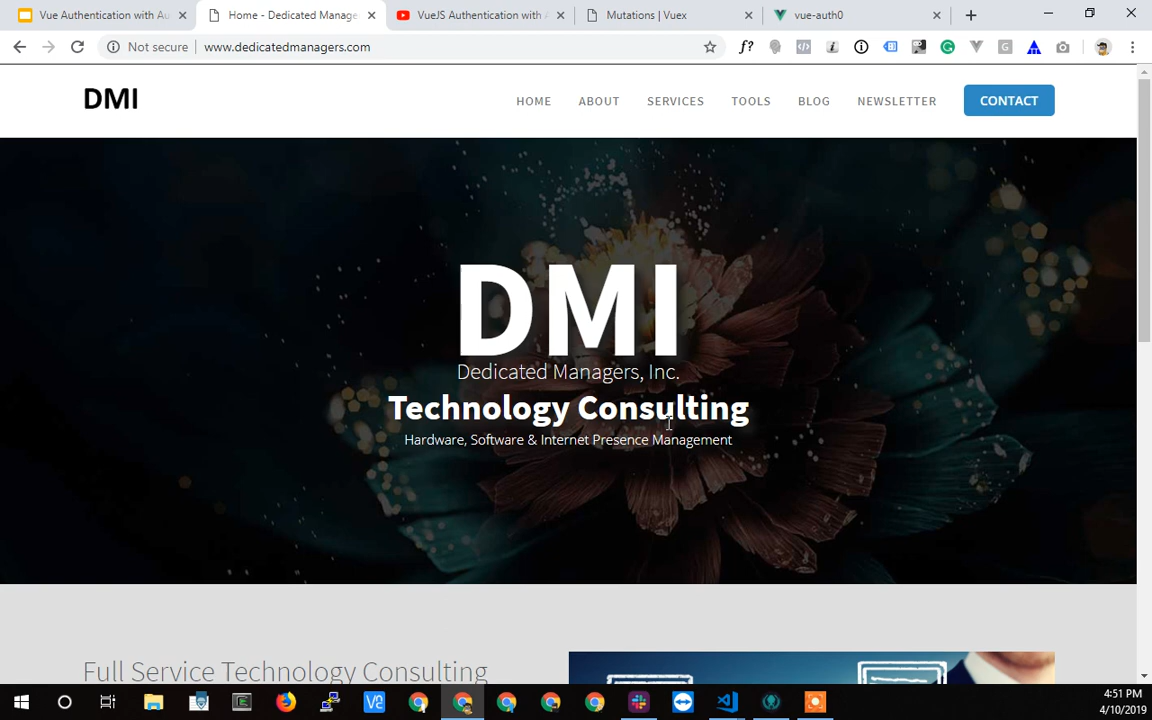 Vue Authentication with Au
Home - Dedicated Manage
VueJS Authentication with A
Mutations | Vuex
vue-auth0
Not secure
www.dedicatedmanagers.com
f?
DMI
HOME
ABOUT
SERVICES
TOOLS
BLOG
NEWSLETTER
CONTACT
DMI
Dedicated Managers, Inc.
Technology Consulting
Hardware, Software & Internet Presence Management
Full Service Technology Consulting
4:51 PM
4/10/2019